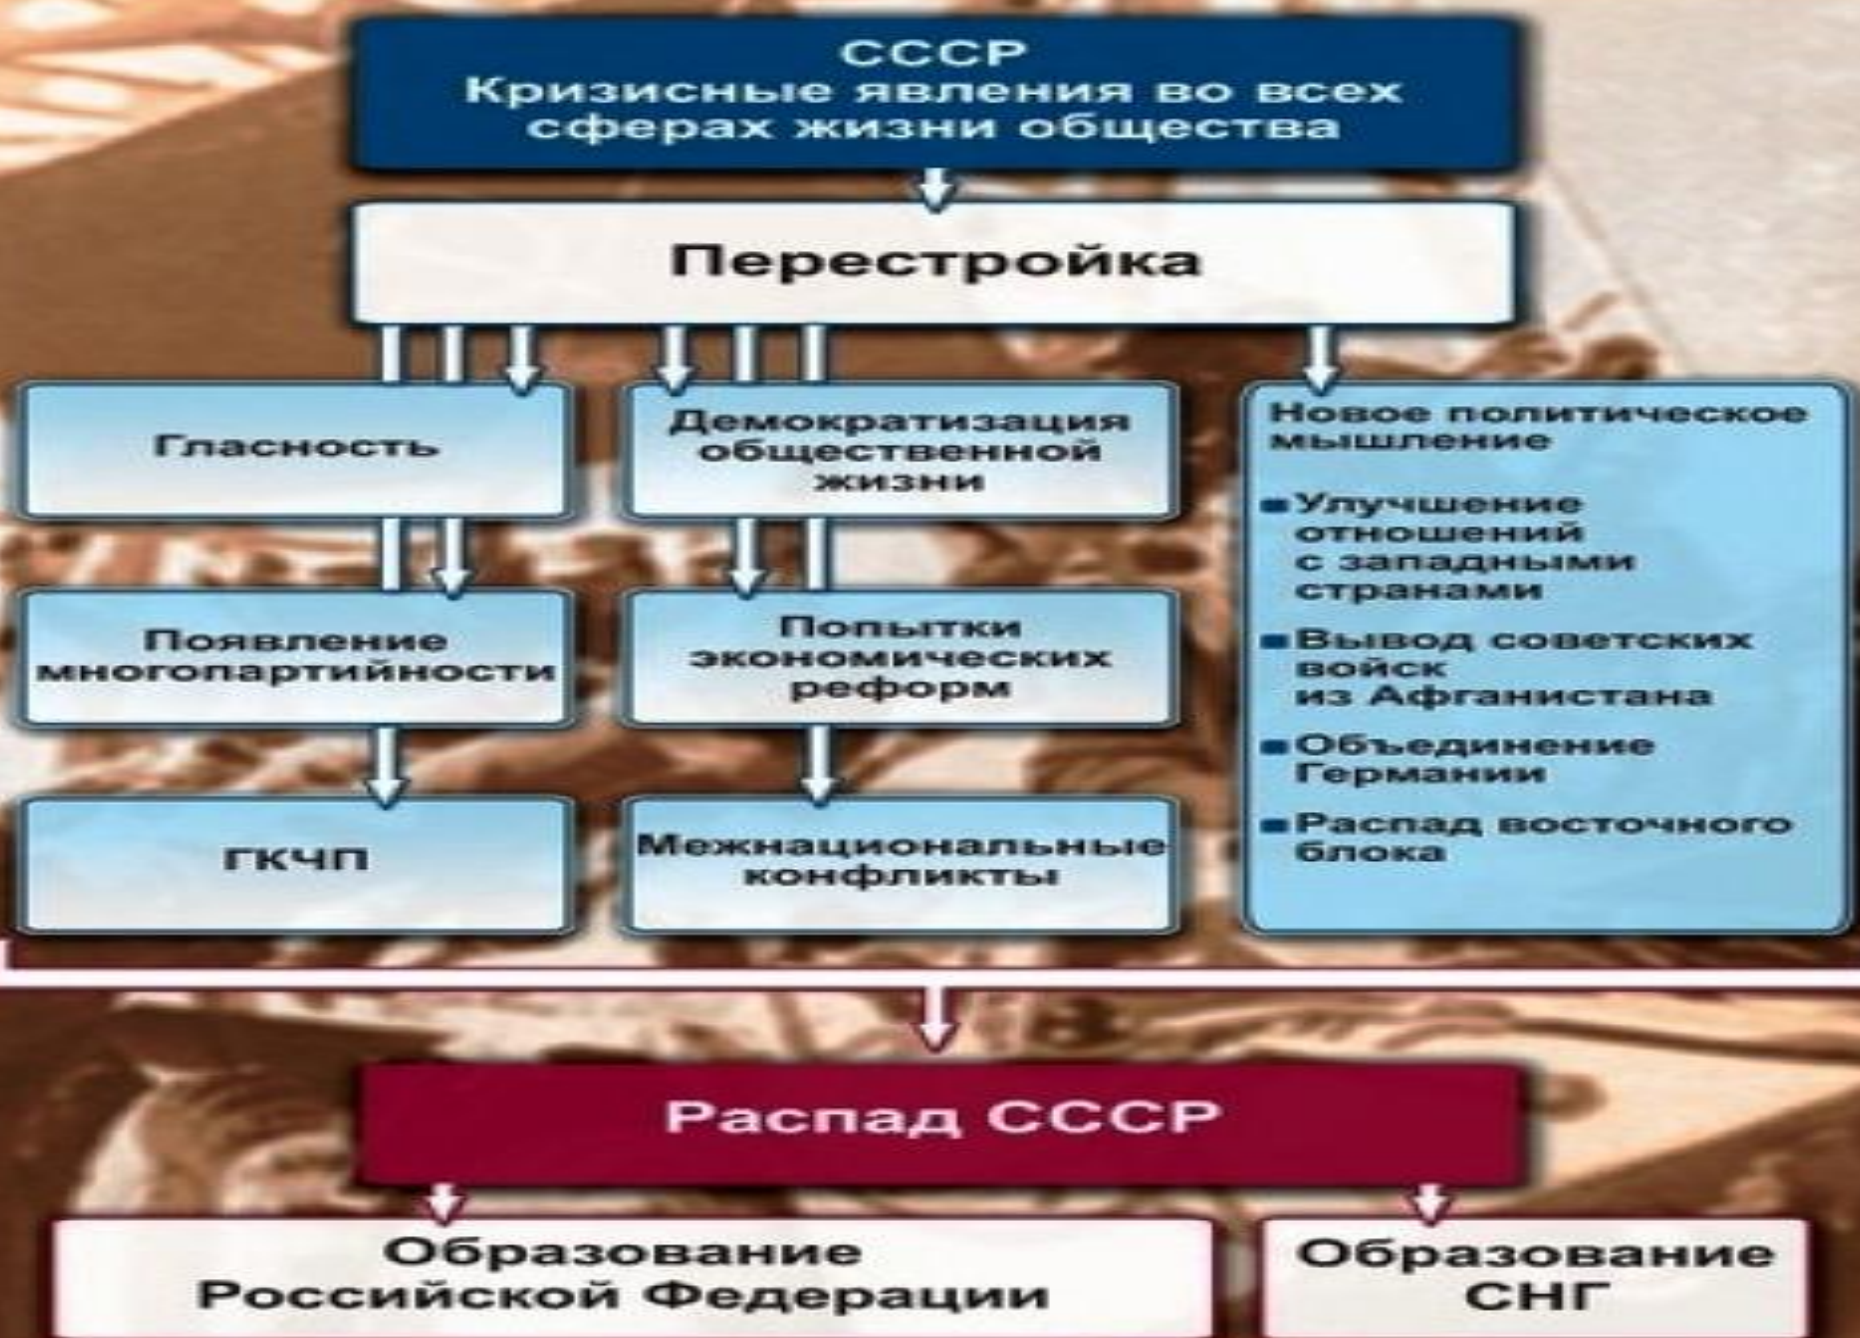 СССР
Кризисные явления во всех
сферах жизни общества
Перестройка
Гласность
Демократизация
общественной
жизни
Новое политическое
мышление
Улучшение
отношений
с западными
странами
Вывод советских
войск
из Афганистана
Объединение
Германии
Распад восточного
блока
Появление
многопартийности
Попытки
экономических
реформ
ГКЧП
Межнациональные
конфликты
Распад СССР
Образование
Российской Федерации
Образование
СНГ